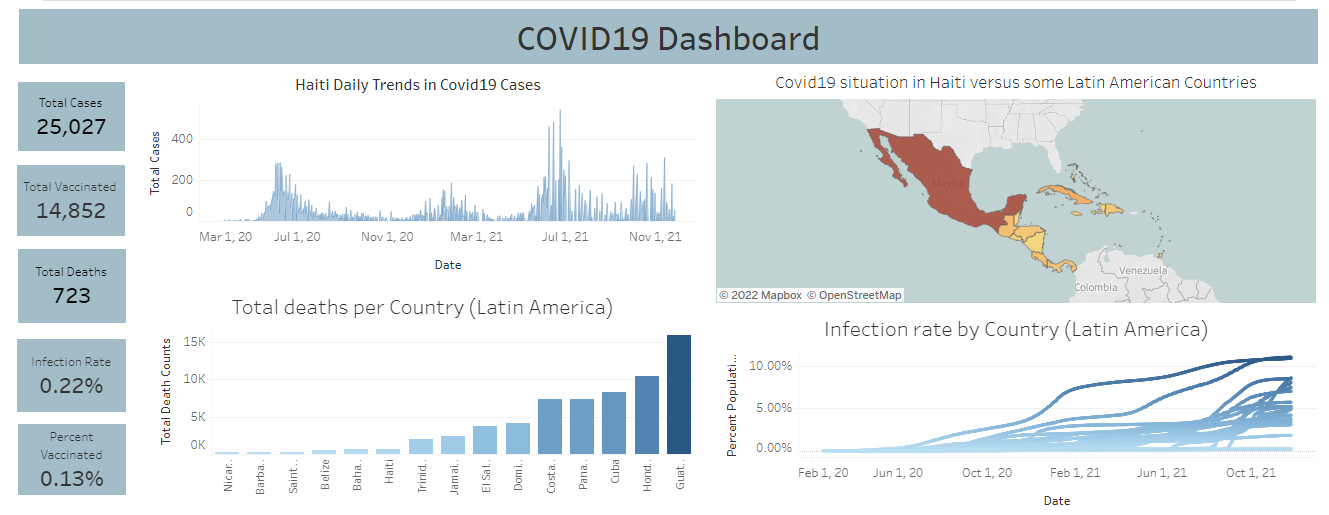 COVID19 Dashboard
Total Cases
25,027
Total Vaccinated
14,852
Total Deaths
723
Infection Rate
0.22%
Percent
Vaccinated
0.13%
Haiti Daily Trends in Covid19 Cases
Total Cases
400
200
0
Mar 1, 20 Jul 1, 20 Nov 1, 20 Mar 1, 21 Jul 1, 21 Nov 1, 21
Date
Covid19 situation in Haiti versus some Latin American Countries
Mexico
Venezuela
Colombia
© 2022 Mapbox © OpenStreetMap
Total deaths per Country (Latin America)
Total Death Counts
15K
10K
5K
0K
Nicar..
Barba..
Saint..
Belize
Baha..
Haiti
Trinid..
Jamai..
El Sal..
Domi..
Costa..
Pana..
Cuba
Hond..
Guat..
Infection rate by Country (Latin America)
Percent Populati...
10.00%
5.00%
0.00%
Feb 1, 20 Jun 1, 20 Oct 1, 20 Feb 1, 21 Jun 1, 21 Oct 1, 21
Date